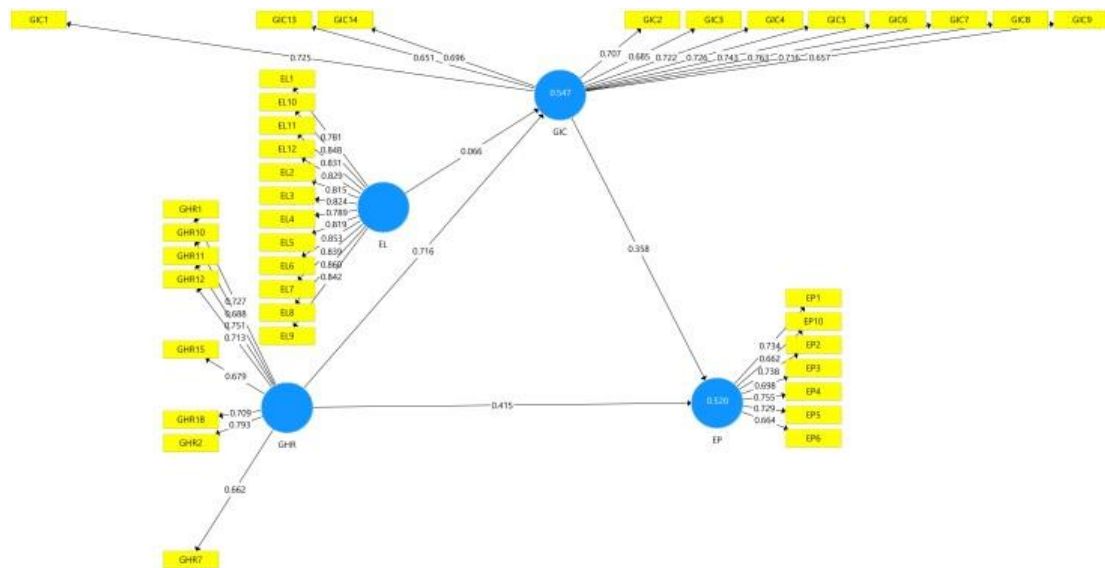 GIC1
GIC13
GIC14
GIC2
GIC3
GIC4
GIC5
GIC6
GIC7
GIC8
GIC9
0.725
0.651
0.696
0.707
0.685
0.722
0.726
0.743
0.763
0.716
0.657
0.547
GIC
EL1
EL10
EL11
EL12
EL2
EL3
EL4
EL5
EL6
EL7
EL8
EL9
0.781
0.848
0.831
0.829
0.815
0.824
0.789
0.819
0.853
0.839
0.860
0.842
EL
0.066
0.716
0.358
GHR1
GHR10
GHR11
GHR12
GHR15
GHR18
GHR2
GHR7
0.727
0.688
0.751
0.713
0.679
0.709
0.793
0.662
GHR
0.415
0.520
EP
EP1
EP10
EP2
EP3
EP4
EP5
EP6
0.734
0.662
0.738
0.698
0.755
0.729
0.664